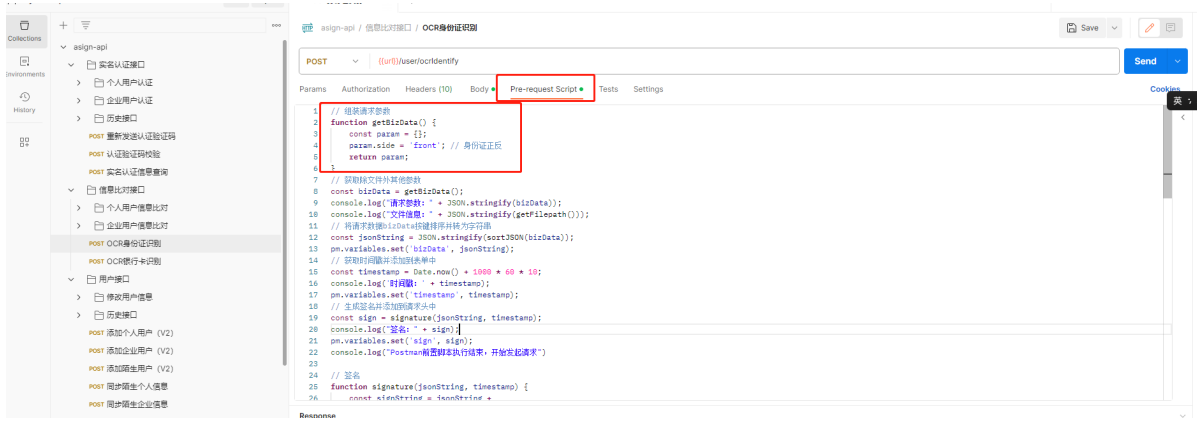 Collections
Environments
History
asign-api
实名认证接口
个人用户认证
企业用户认证
历史接口
POST 重新发送认证验证码
POST 认证验证码校验
POST 实名认证信息查询
信息比对接口
个人用户信息比对
企业用户信息比对
POST OCR身份证识别
POST OCR银行卡识别
用户接口
修改用户信息
历史接口
POST 添加个人用户 (V2)
POST 添加企业用户 (V2)
POST 添加陌生用户 (V2)
POST 同步陌生个人信息
POST 同步陌生企业信息
asign-api / 信息比对接口 / OCR身份证识别
Save
POST {{url}}/user/ocrIdentify
Send
Params Authorization Headers (10) Body Pre-request Script Tests Settings
Cookies
英
1 // 组装请求参数
2 function getBizData() {
3 const param = {};
4 param.side = 'front'; // 身份证正反
5 return param;
6 }
7 // 获取除文件外其他参数
8 const bizData = getBizData();
9 console.log("请求参数: " + JSON.stringify(bizData));
10 console.log("文件信息: " + JSON.stringify(getFilepath()));
11 // 将请求数据bizData按键排序并转为字符串
12 const jsonString = JSON.stringify(sortJSON(bizData));
13 pm.variables.set('bizData', jsonString);
14 // 获取时间戳并添加到表单中
15 const timestamp = Date.now() + 1000 * 60 * 10;
16 console.log('时间戳: ' + timestamp);
17 pm.variables.set('timestamp', timestamp);
18 // 生成签名并添加到请求头中
19 const sign = signature(jsonString, timestamp);
20 console.log("签名: " + sign);
21 pm.variables.set('sign', sign);
22 console.log("Postman前置脚本执行结束，开始发起请求")
23
24 // 签名
25 function signature(jsonString, timestamp) {
26 const signString = jsonString +
Response